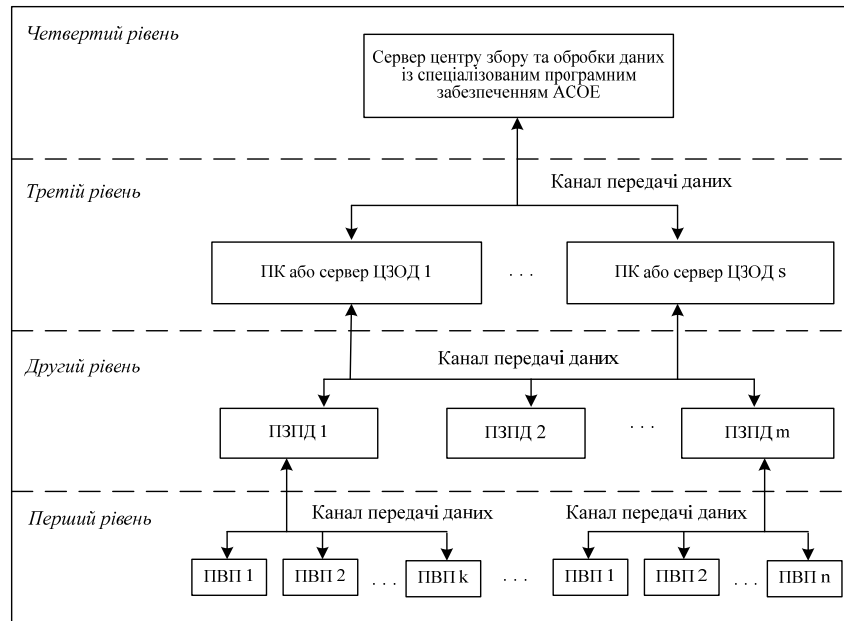 Четвертий рівень
Сервер центру збору та обробки даних
із спеціалізованим програмним
забезпеченням АСОЕ
Третій рівень
Канал передачі даних
ПК або сервер ЦЗОД 1
. . .
ПК або сервер ЦЗОД s
Другий рівень
Канал передачі даних
ПЗПД 1
ПЗПД 2
. . .
ПЗПД m
Перший рівень
Канал передачі даних
Канал передачі даних
ПВП 1
ПВП 2
. . .
ПВП k
. . .
ПВП 1
ПВП 2
. . .
ПВП n